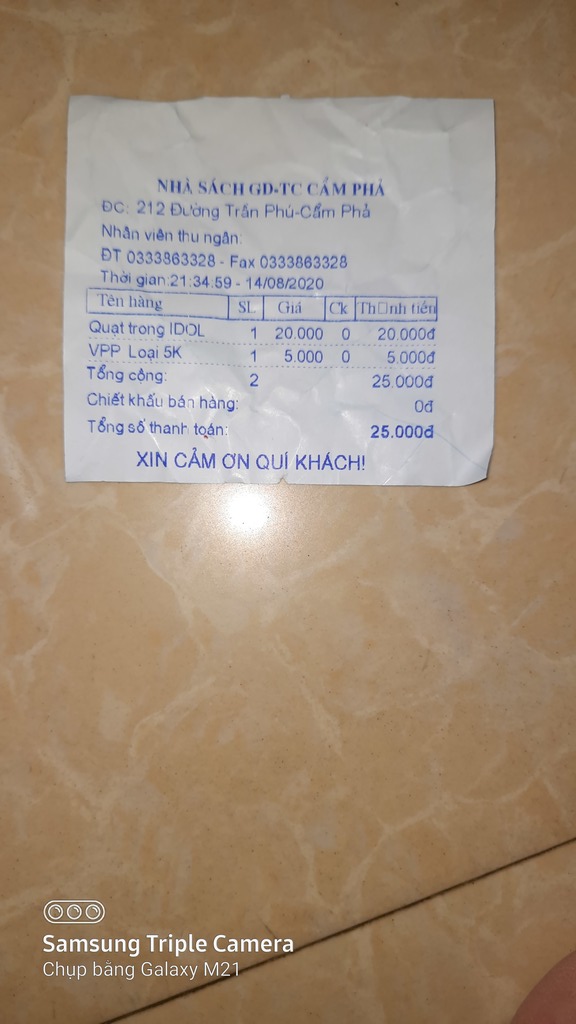 NHÀ SÁCH GD-TC CẨM PHẢ
ĐC: 212 Đường Trần Phú-Cẩm Phả
Nhân viên thu ngân:
ĐT 0333863328 - Fax 0333863328
Thời gian:21:34:59 - 14/08/2020
Tên hàng SL Giá Ck Th□nh tiền
Quạt trong IDOL 1 20.000 0 20.000đ
VPP Loại 5K 1 5.000 0 5.000đ
Tổng cộng: 2 25.000đ
Chiết khấu bán hàng: 0đ
Tổng số thanh toán: 25.000đ
XIN CẢM ƠN QUÍ KHÁCH!
Samsung Triple Camera
Chụp bằng Galaxy M21